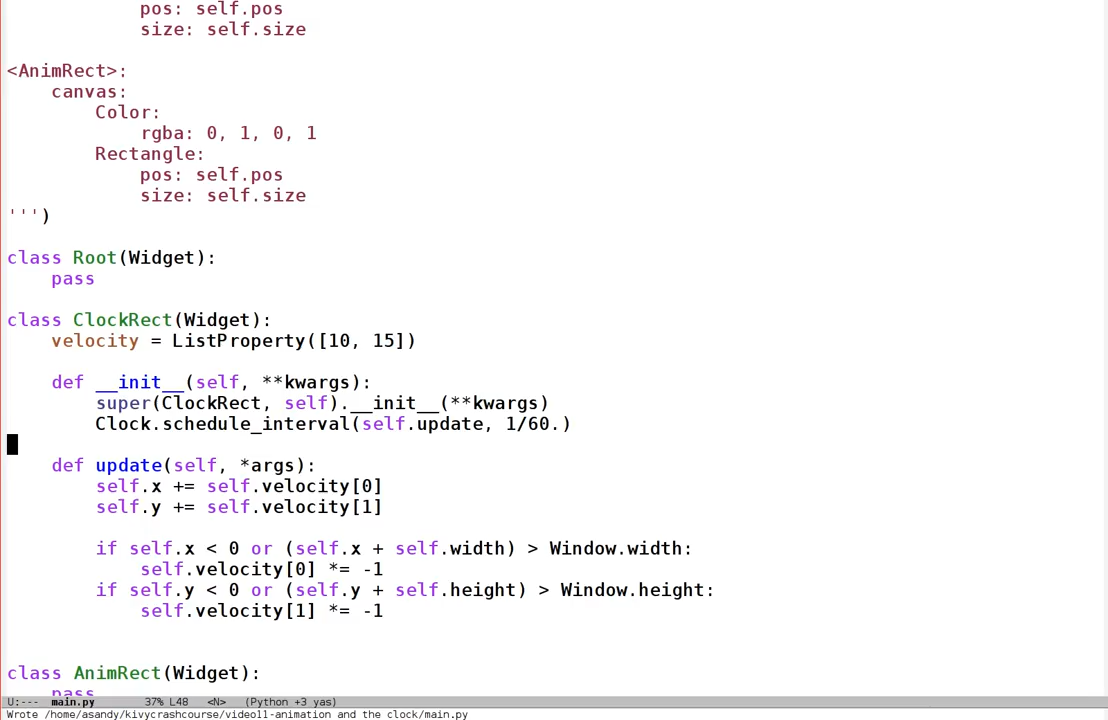 pos: self.pos
size: self.size
<AnimRect>:
canvas:
Color:
rgba: 0, 1, 0, 1
Rectangle:
pos: self.pos
size: self.size
''')
class Root(Widget):
pass
class ClockRect(Widget):
velocity = ListProperty([10, 15])
def __init__(self, **kwargs):
super(ClockRect, self).__init__(**kwargs)
Clock.schedule_interval(self.update, 1/60.)
def update(self, *args):
self.x += self.velocity[0]
self.y += self.velocity[1]
if self.x < 0 or (self.x + self.width) > Window.width:
self.velocity[0] *= -1
if self.y < 0 or (self.y + self.height) > Window.height:
self.velocity[1] *= -1
class AnimRect(Widget):
pass
U:--- main.py 37% L48 <N> (Python +3 yas)
Wrote /home/asandy/kivycrashcourse/video11-animation and the clock/main.py